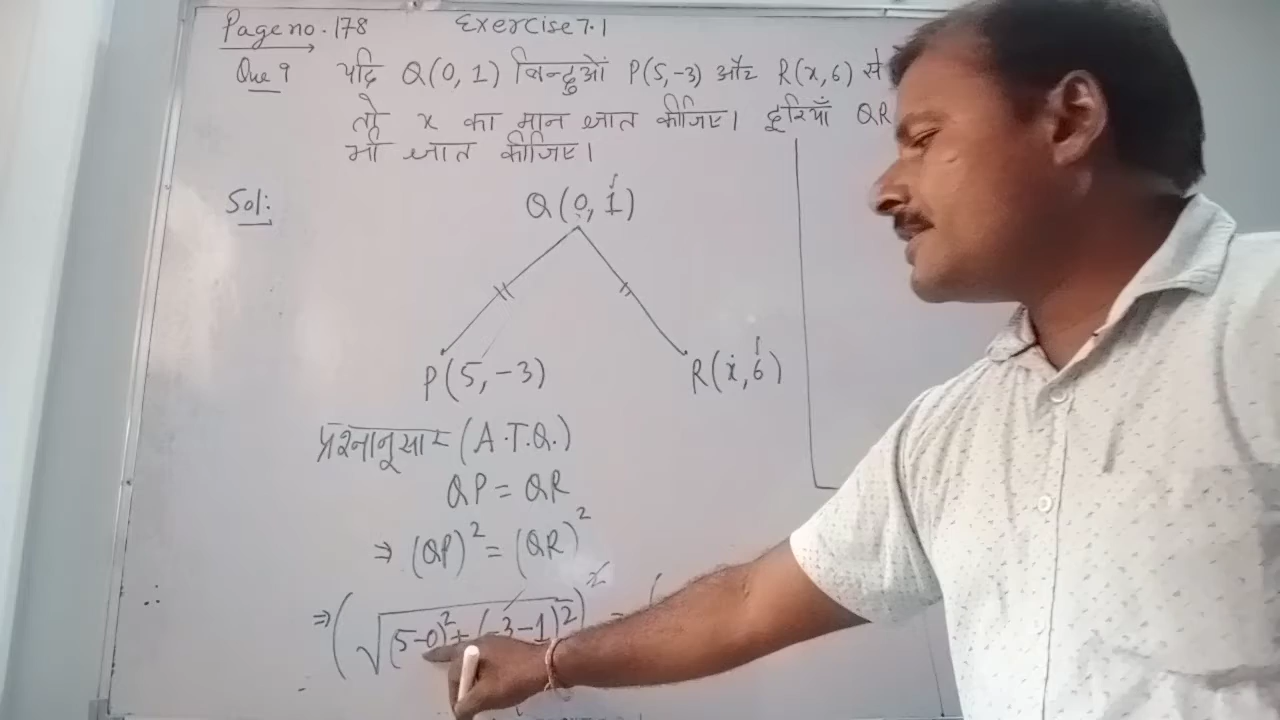 Page no. 178 Exercise 7.1
Que 9 यदि Q(0, 1) बिन्दुओं P(5, -3) और R(x, 6) से
तो x का मान ज्ञात कीजिए। दूरियाँ QR
भी ज्ञात कीजिए।
Sol:
Q(0, 1)
P(5, -3) R(x, 6)
प्रश्नानुसार (A.T.Q.)
QP = QR
⇒ (QP)² = (QR)²
⇒ (√(5-0)² + (-3-1)²)² = (